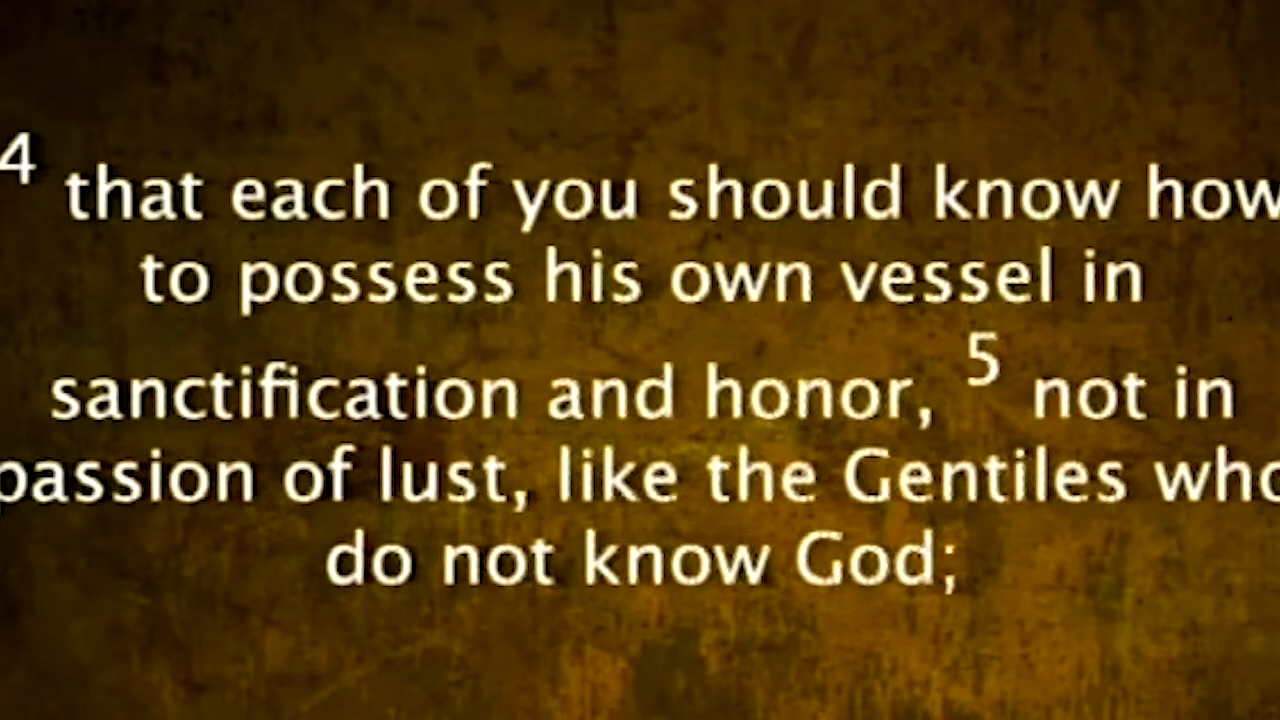 4 that each of you should know how
to possess his own vessel in
sanctification and honor, 5 not in
passion of lust, like the Gentiles who
do not know God;